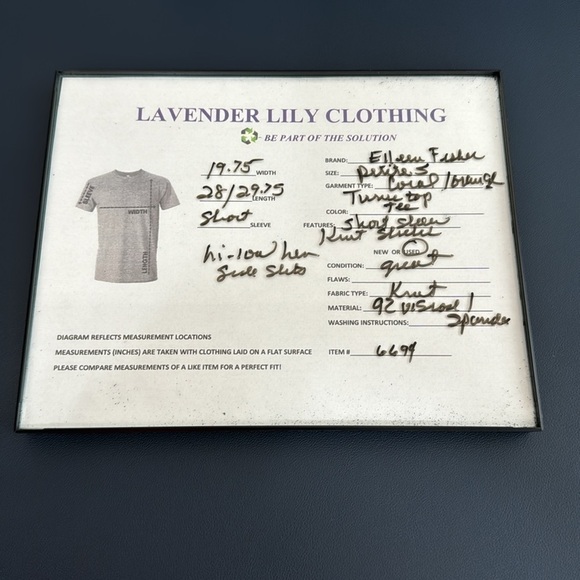 LAVENDER LILY CLOTHING
- BE PART OF THE SOLUTION
SLEEVE
WIDTH
LENGTH
19.75 WIDTH
28/29.75 LENGTH
Short SLEEVE
hi-low hem
Side Slits
BRAND: Eileen Fisher
SIZE: Petite S
GARMENT TYPE: Coral/orange
Tunic top
COLOR: Tee
FEATURES: Short sleeve
Knit Stretch
NEW OR USED
CONDITION: great
FLAWS:
FABRIC TYPE: Knit
MATERIAL: 92 viscose/
WASHING INSTRUCTIONS: Spandex
ITEM # 6699
DIAGRAM REFLECTS MEASUREMENT LOCATIONS
MEASUREMENTS (INCHES) ARE TAKEN WITH CLOTHING LAID ON A FLAT SURFACE
PLEASE COMPARE MEASUREMENTS OF A LIKE ITEM FOR A PERFECT FIT!